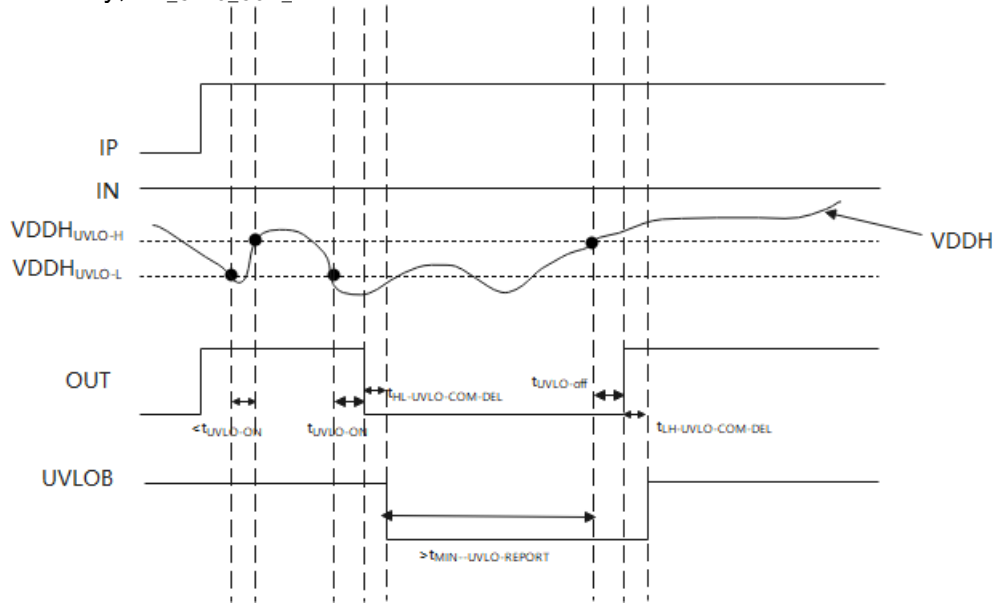 IP
IN
VDDHUVLO-H
VDDH
VDDHUVLO-L
OUT
tUVLO-off
tHL-UVLO-COM-DEL
<tUVLO-ON
tUVLO-ON
tLH-UVLO-COM-DEL
UVLOB
>tMIN--UVLO-REPORT